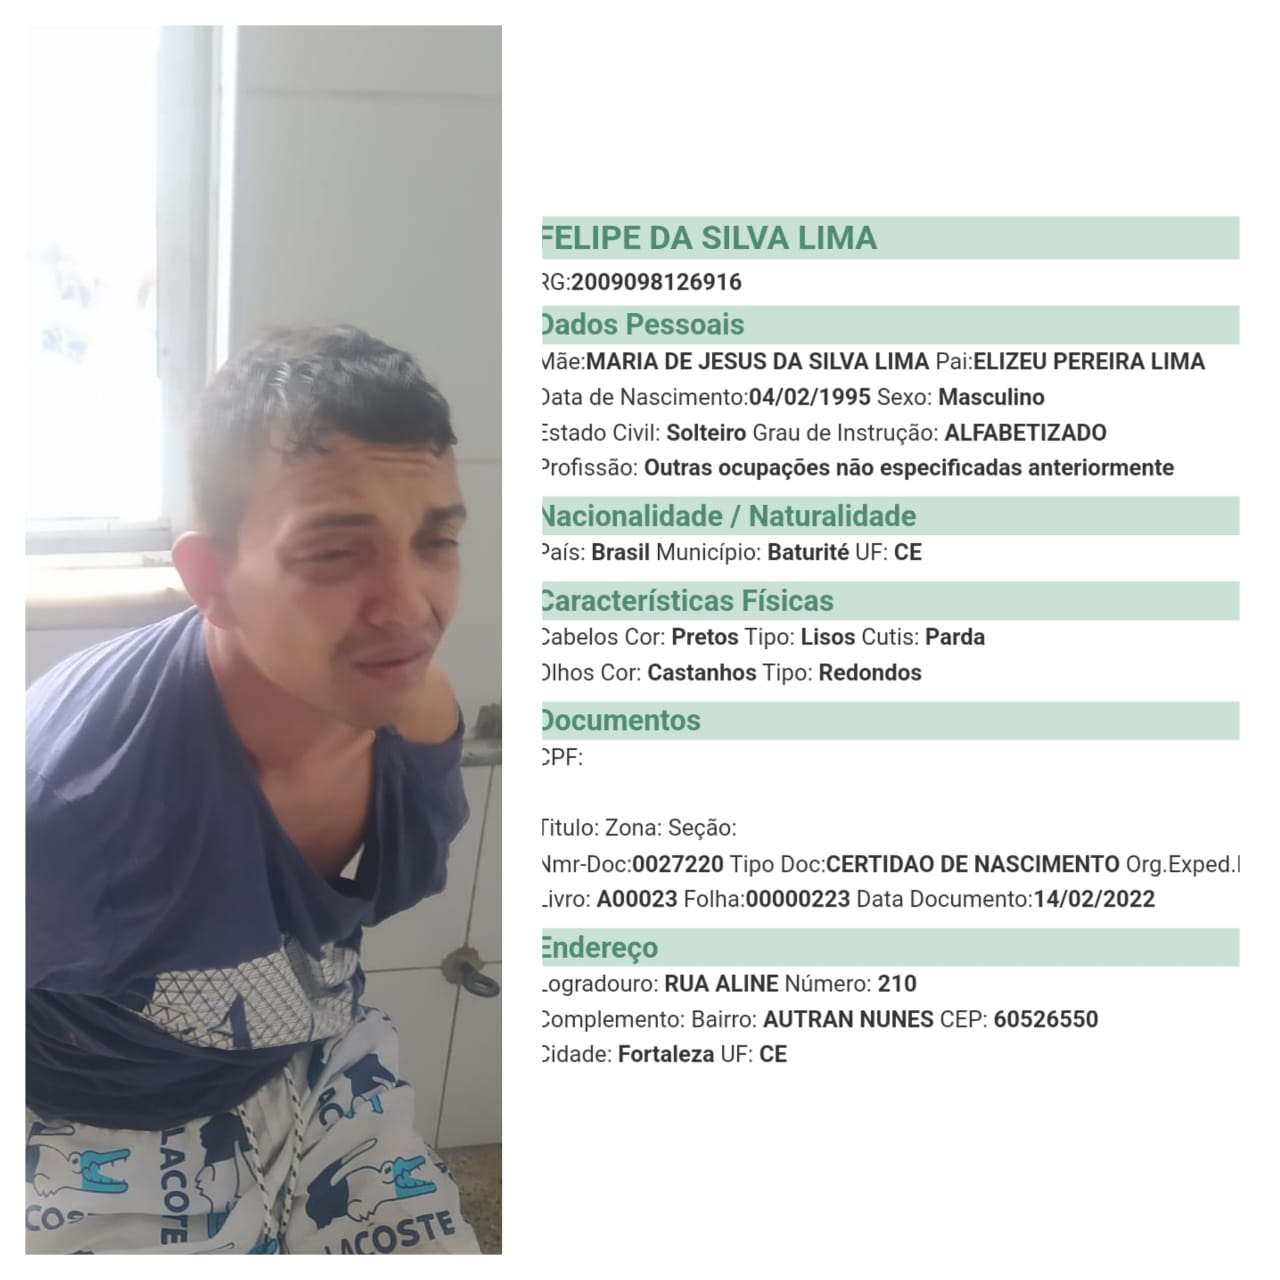 FELIPE DA SILVA LIMA
RG:2009098126916
Dados Pessoais
Mãe:MARIA DE JESUS DA SILVA LIMA Pai:ELIZEU PEREIRA LIMA
Data de Nascimento:04/02/1995 Sexo: Masculino
Estado Civil: Solteiro Grau de Instrução: ALFABETIZADO
Profissão: Outras ocupações não especificadas anteriormente
Nacionalidade / Naturalidade
País: Brasil Município: Baturité UF: CE
Características Físicas
Cabelos Cor: Pretos Tipo: Lisos Cutis: Parda
Olhos Cor: Castanhos Tipo: Redondos
Documentos
CPF:
Titulo: Zona: Seção:
Nmr-Doc:0027220 Tipo Doc:CERTIDAO DE NASCIMENTO Org.Exped.
Livro: A00023 Folha:00000223 Data Documento:14/02/2022
Endereço
Logradouro: RUA ALINE Número: 210
Complemento: Bairro: AUTRAN NUNES CEP: 60526550
Cidade: Fortaleza UF: CE
LACOSTE